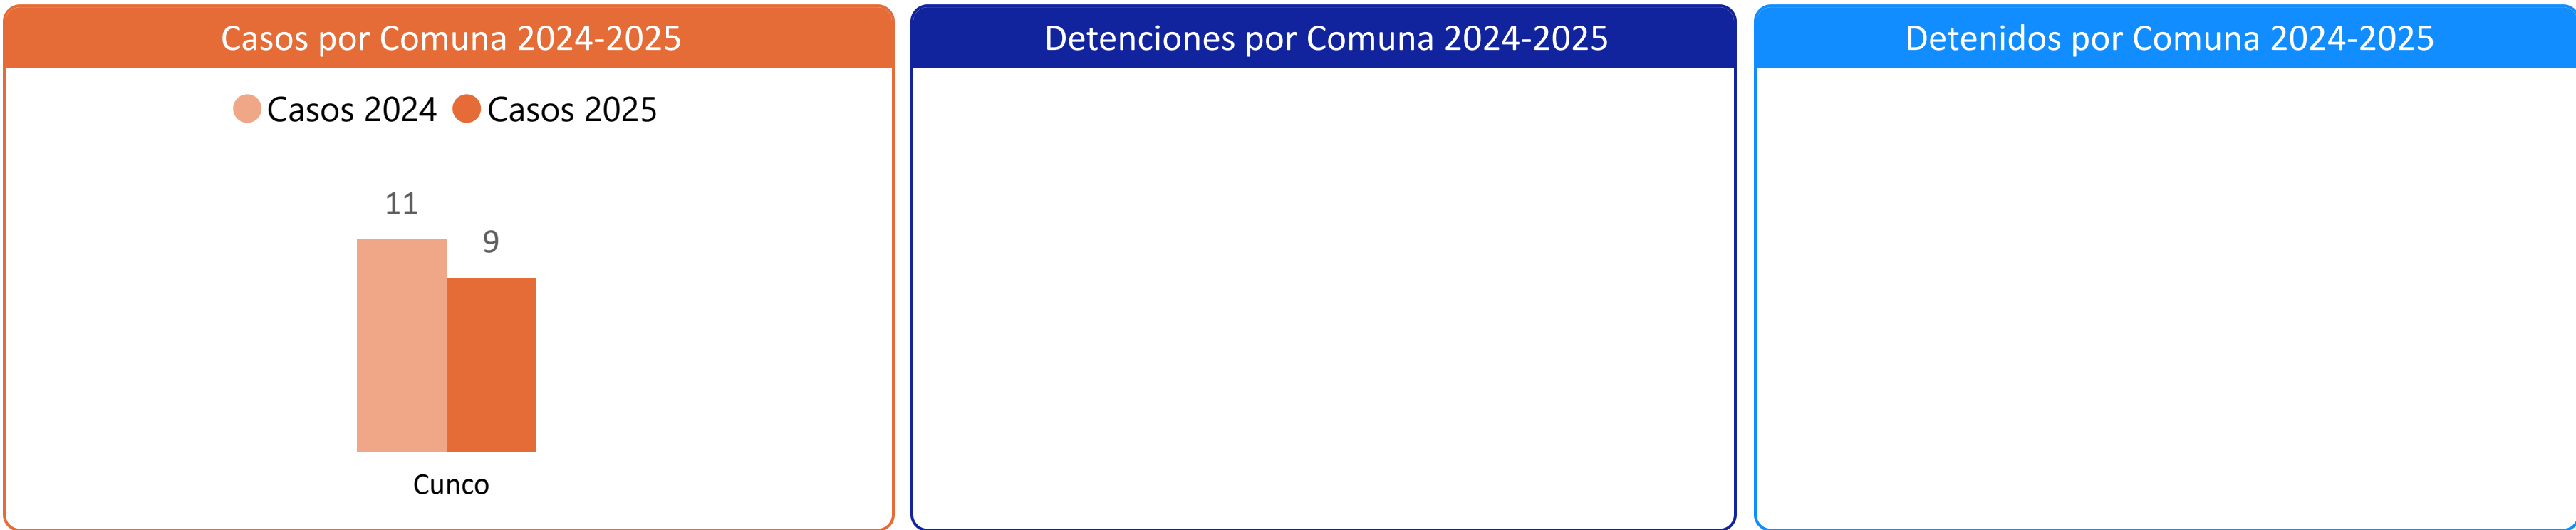 Casos por Comuna 2024-2025
Casos 2024 Casos 2025
11
9
Cunco
Detenciones por Comuna 2024-2025
Detenidos por Comuna 2024-2025